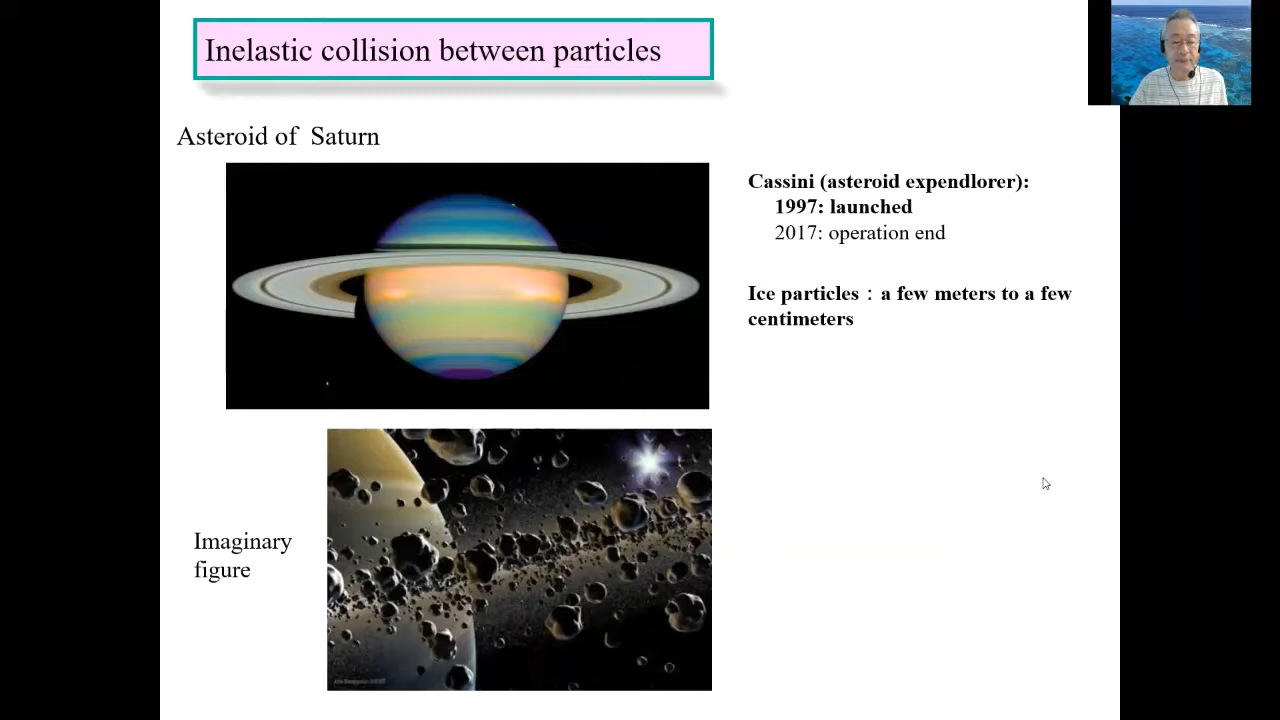 Inelastic collision between particles
Asteroid of Saturn
Cassini (asteroid expendlorer):
1997: launched
2017: operation end
Ice particles：a few meters to a few
centimeters
Imaginary
figure